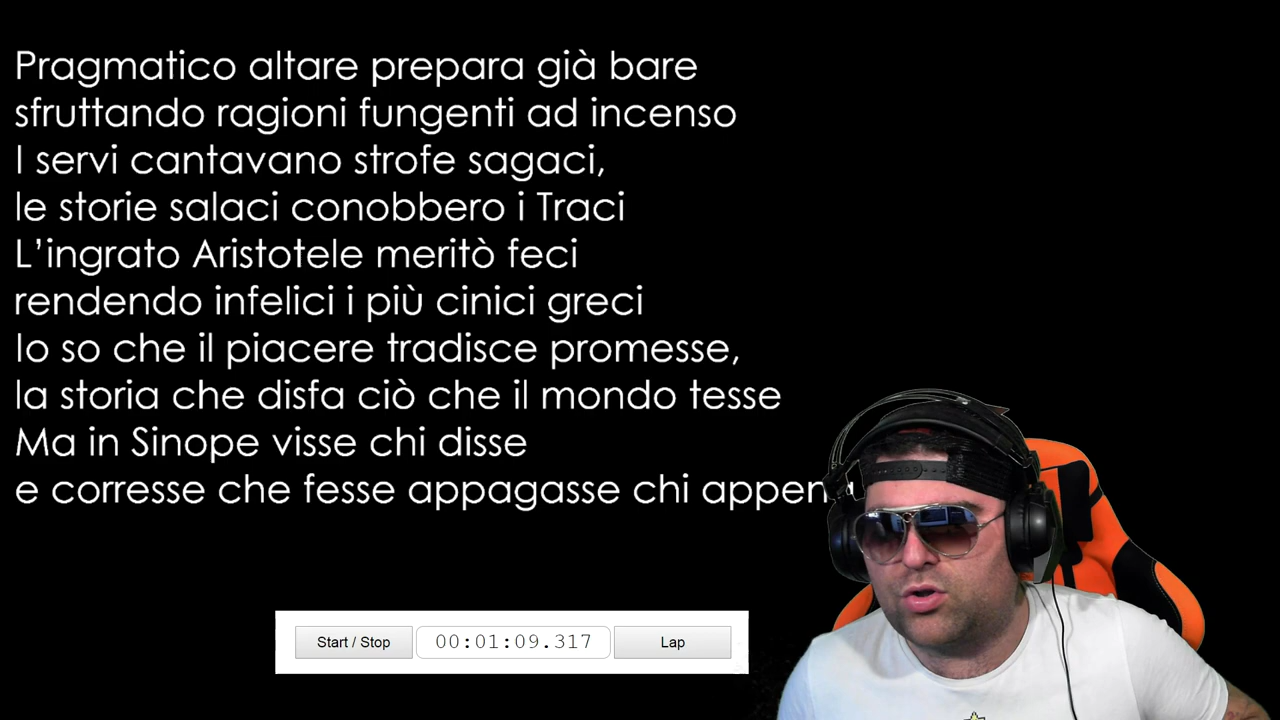 Pragmatico altare prepara già bare
sfruttando ragioni fungenti ad incenso
I servi cantavano strofe sagaci,
le storie salaci conobbero i Traci
L'ingrato Aristotele meritò feci
rendendo infelici i più cinici greci
Io so che il piacere tradisce promesse,
la storia che disfa ciò che il mondo tesse
Ma in Sinope visse chi disse
e corresse che fesse appagasse chi
Start / Stop 00:01:09.317 Lap